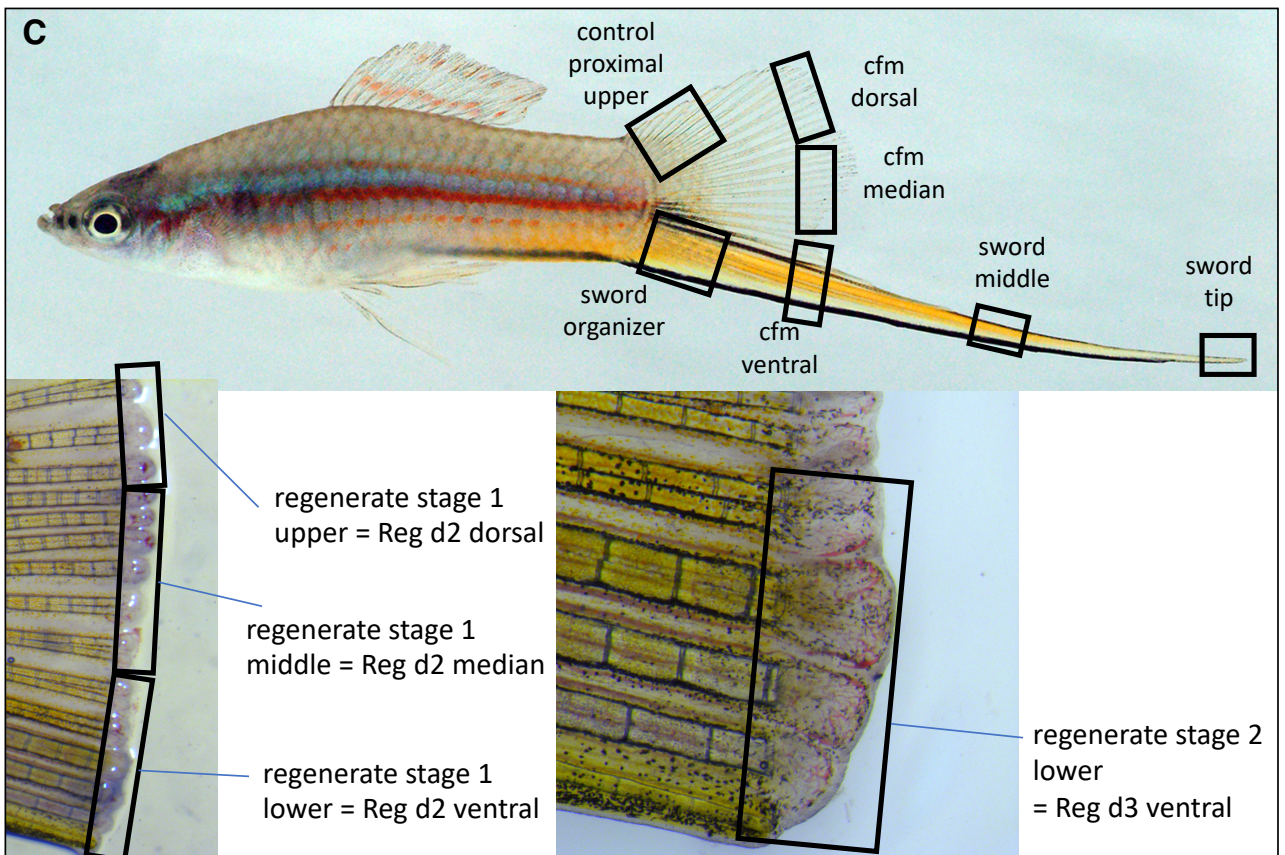 C
control
proximal
upper
cfm
dorsal
cfm
median
sword
organizer
cfm
ventral
sword
middle
sword
tip
regenerate stage 1
upper = Reg d2 dorsal
regenerate stage 1
middle = Reg d2 median
regenerate stage 1
lower = Reg d2 ventral
regenerate stage 2
lower
= Reg d3 ventral